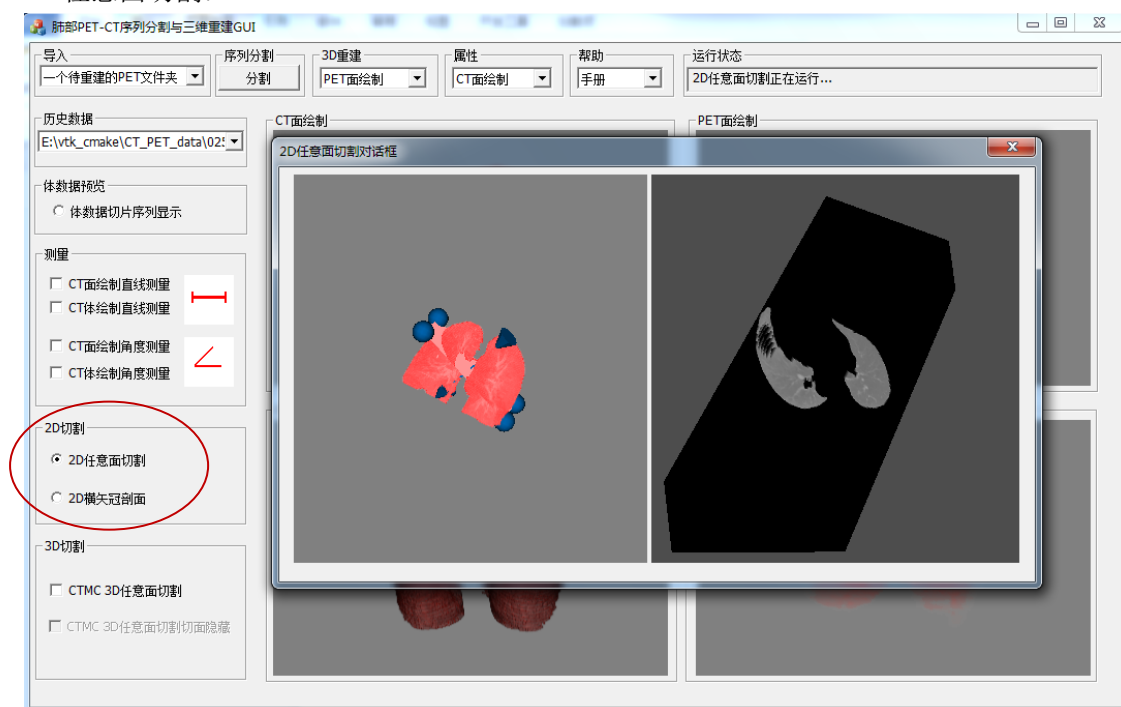 肺部PET-CT序列分割与三维重建GUI
导入
序列分割
3D重建
属性
帮助
运行状态
一个待重建的PET文件夹
分割
PET面绘制
CT面绘制
手册
2D任意面切割正在运行...
历史数据
E:\vtk_cmake\CT_PET_data\02
CT面绘制
PET面绘制
2D任意面切割对话框
体数据预览
体数据切片序列显示
测量
CT面绘制直线测量
CT体绘制直线测量
CT面绘制角度测量
CT体绘制角度测量
2D切割
2D任意面切割
2D横矢冠剖面
3D切割
CTMC 3D任意面切割
CTMC 3D任意面切割切面隐藏